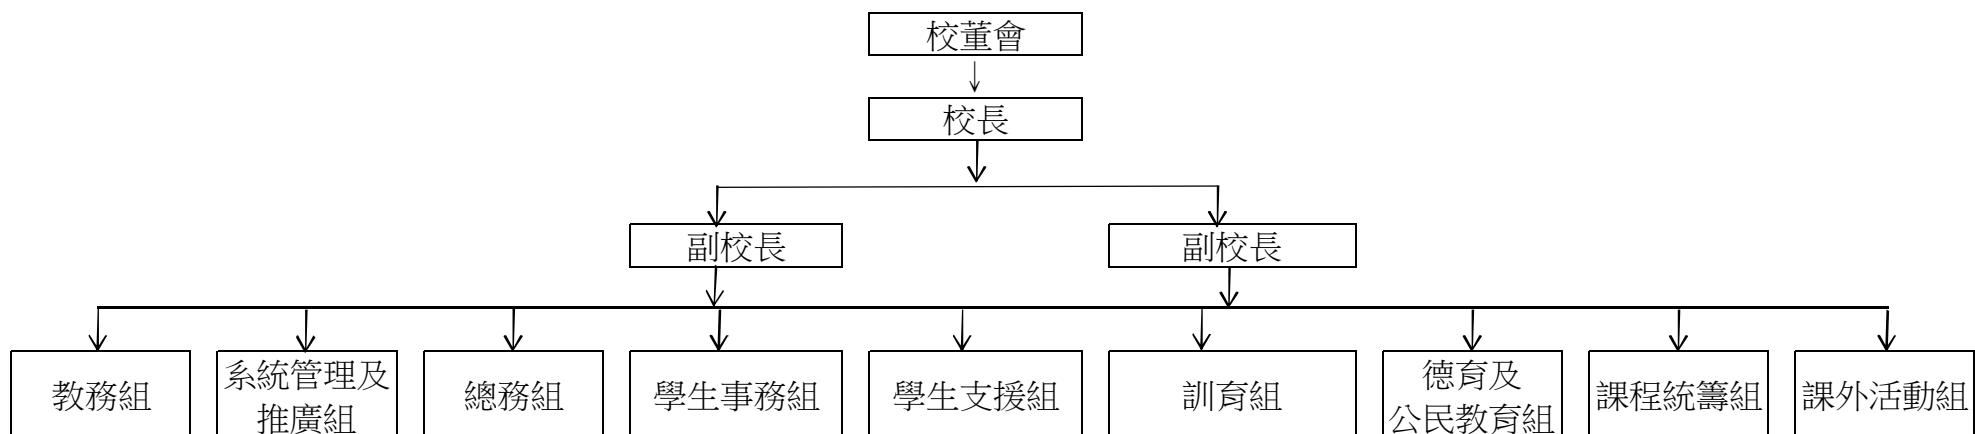 校董會
校長
副校長
副校長
教務組
系統管理及
推廣組
總務組
學生事務組
學生支援組
訓育組
德育及
公民教育組
課程統籌組
課外活動組